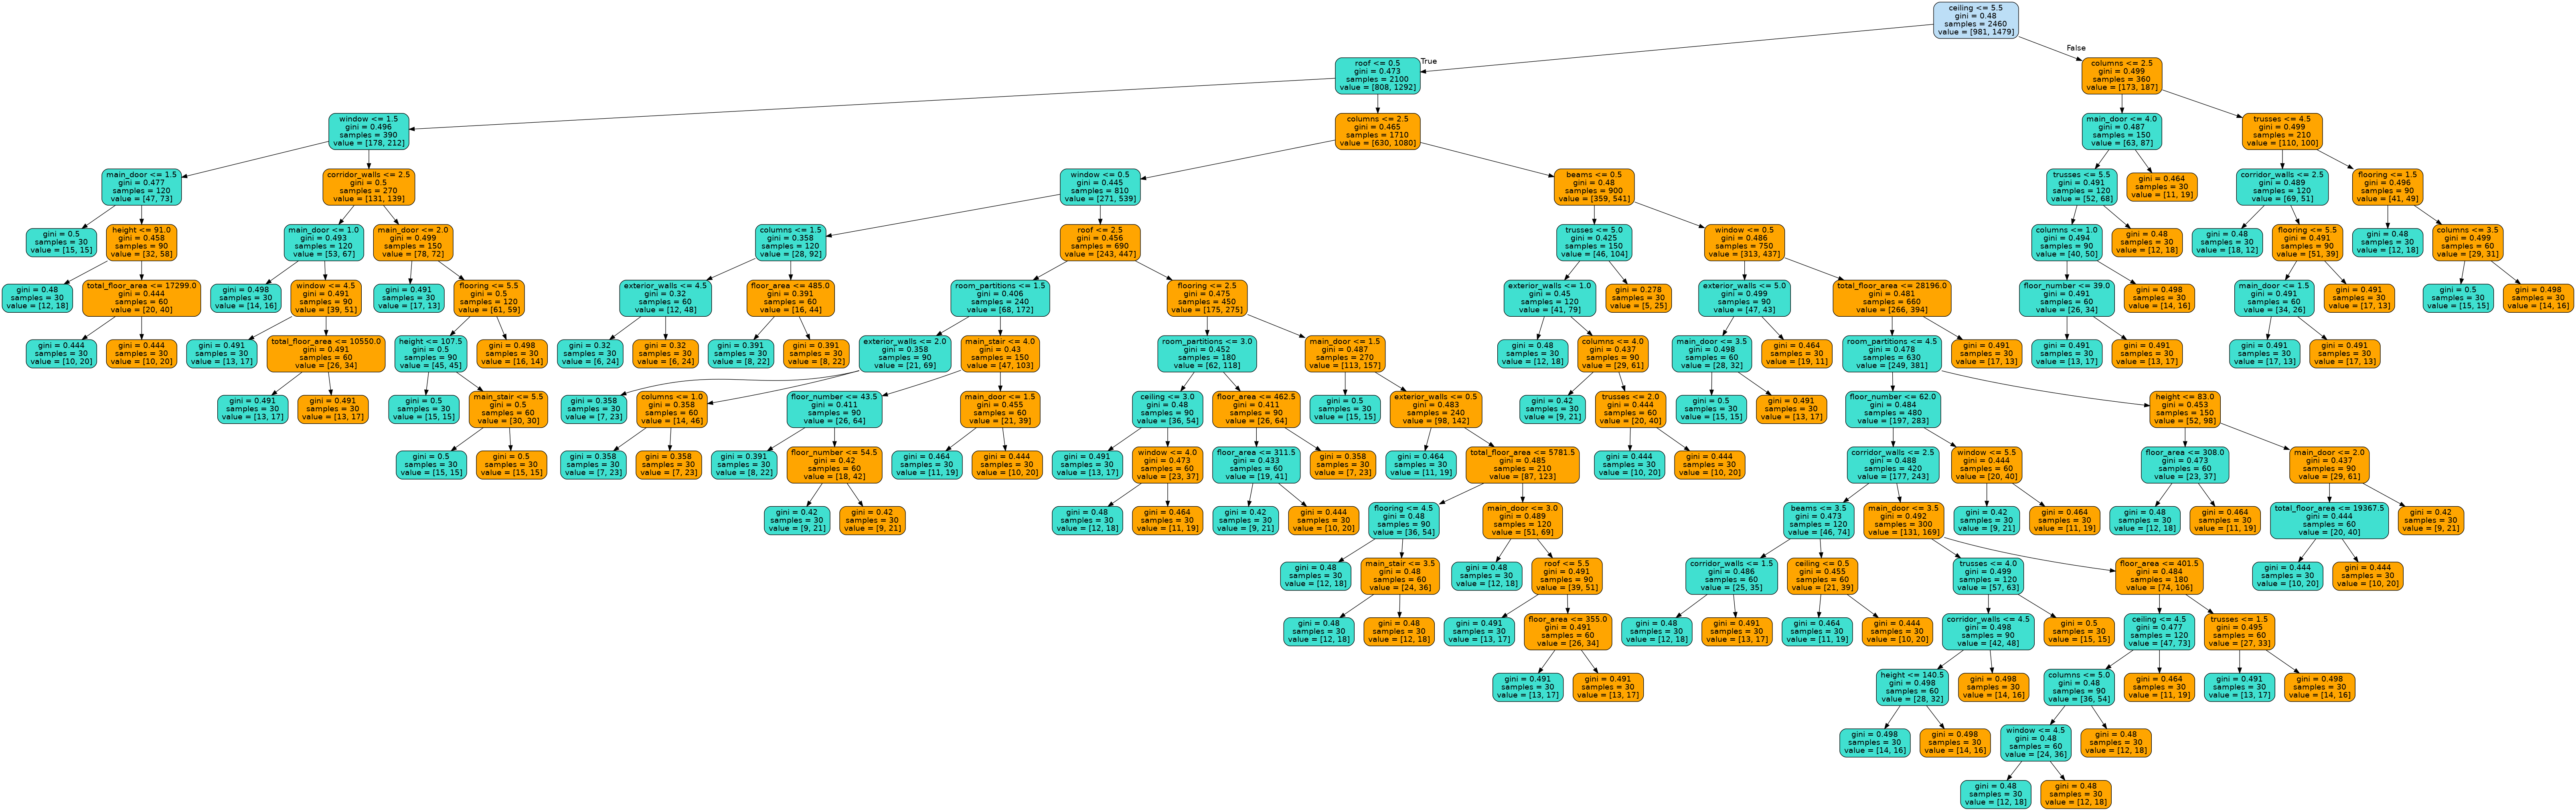 ceiling <= 5.5
gini = 0.48
samples = 2460
value = [981, 1479]
True
False
roof <= 0.5
gini = 0.473
samples = 2100
value = [808, 1292]
columns <= 2.5
gini = 0.499
samples = 360
value = [173, 187]
window <= 1.5
gini = 0.496
samples = 390
value = [178, 212]
columns <= 2.5
gini = 0.465
samples = 1710
value = [630, 1080]
main_door <= 4.0
gini = 0.487
samples = 150
value = [63, 87]
trusses <= 4.5
gini = 0.499
samples = 210
value = [110, 100]
main_door <= 1.5
gini = 0.477
samples = 120
value = [47, 73]
corridor_walls <= 2.5
gini = 0.5
samples = 270
value = [131, 139]
window <= 0.5
gini = 0.445
samples = 810
value = [271, 539]
beams <= 0.5
gini = 0.48
samples = 900
value = [359, 541]
trusses <= 5.5
gini = 0.491
samples = 120
value = [52, 68]
gini = 0.464
samples = 30
value = [11, 19]
corridor_walls <= 2.5
gini = 0.489
samples = 120
value = [69, 51]
flooring <= 1.5
gini = 0.496
samples = 90
value = [41, 49]
gini = 0.5
samples = 30
value = [15, 15]
height <= 91.0
gini = 0.458
samples = 90
value = [32, 58]
main_door <= 1.0
gini = 0.493
samples = 120
value = [53, 67]
main_door <= 2.0
gini = 0.499
samples = 150
value = [78, 72]
columns <= 1.5
gini = 0.358
samples = 120
value = [28, 92]
roof <= 2.5
gini = 0.456
samples = 690
value = [243, 447]
trusses <= 5.0
gini = 0.425
samples = 150
value = [46, 104]
window <= 0.5
gini = 0.486
samples = 750
value = [313, 437]
columns <= 1.0
gini = 0.494
samples = 90
value = [40, 50]
gini = 0.48
samples = 30
value = [12, 18]
gini = 0.48
samples = 30
value = [18, 12]
flooring <= 5.5
gini = 0.491
samples = 90
value = [51, 39]
gini = 0.48
samples = 30
value = [12, 18]
columns <= 3.5
gini = 0.499
samples = 60
value = [29, 31]
gini = 0.48
samples = 30
value = [12, 18]
total_floor_area <= 17299.0
gini = 0.444
samples = 60
value = [20, 40]
gini = 0.498
samples = 30
value = [14, 16]
window <= 4.5
gini = 0.491
samples = 90
value = [39, 51]
gini = 0.491
samples = 30
value = [17, 13]
flooring <= 5.5
gini = 0.5
samples = 120
value = [61, 59]
exterior_walls <= 4.5
gini = 0.32
samples = 60
value = [12, 48]
floor_area <= 485.0
gini = 0.391
samples = 60
value = [16, 44]
room_partitions <= 1.5
gini = 0.406
samples = 240
value = [68, 172]
flooring <= 2.5
gini = 0.475
samples = 450
value = [175, 275]
exterior_walls <= 1.0
gini = 0.45
samples = 120
value = [41, 79]
gini = 0.278
samples = 30
value = [5, 25]
exterior_walls <= 5.0
gini = 0.499
samples = 90
value = [47, 43]
total_floor_area <= 28196.0
gini = 0.481
samples = 660
value = [266, 394]
floor_number <= 39.0
gini = 0.491
samples = 60
value = [26, 34]
gini = 0.498
samples = 30
value = [14, 16]
main_door <= 1.5
gini = 0.491
samples = 60
value = [34, 26]
gini = 0.491
samples = 30
value = [17, 13]
gini = 0.5
samples = 30
value = [15, 15]
gini = 0.498
samples = 30
value = [14, 16]
gini = 0.444
samples = 30
value = [10, 20]
gini = 0.444
samples = 30
value = [10, 20]
gini = 0.491
samples = 30
value = [13, 17]
total_floor_area <= 10550.0
gini = 0.491
samples = 60
value = [26, 34]
height <= 107.5
gini = 0.5
samples = 90
value = [45, 45]
gini = 0.498
samples = 30
value = [16, 14]
gini = 0.32
samples = 30
value = [6, 24]
gini = 0.32
samples = 30
value = [6, 24]
gini = 0.391
samples = 30
value = [8, 22]
gini = 0.391
samples = 30
value = [8, 22]
exterior_walls <= 2.0
gini = 0.358
samples = 90
value = [21, 69]
main_stair <= 4.0
gini = 0.43
samples = 150
value = [47, 103]
room_partitions <= 3.0
gini = 0.452
samples = 180
value = [62, 118]
main_door <= 1.5
gini = 0.487
samples = 270
value = [113, 157]
gini = 0.48
samples = 30
value = [12, 18]
columns <= 4.0
gini = 0.437
samples = 90
value = [29, 61]
main_door <= 3.5
gini = 0.498
samples = 60
value = [28, 32]
gini = 0.464
samples = 30
value = [19, 11]
room_partitions <= 4.5
gini = 0.478
samples = 630
value = [249, 381]
gini = 0.491
samples = 30
value = [17, 13]
gini = 0.491
samples = 30
value = [13, 17]
gini = 0.491
samples = 30
value = [13, 17]
gini = 0.491
samples = 30
value = [17, 13]
gini = 0.491
samples = 30
value = [17, 13]
gini = 0.491
samples = 30
value = [13, 17]
gini = 0.491
samples = 30
value = [13, 17]
gini = 0.5
samples = 30
value = [15, 15]
main_stair <= 5.5
gini = 0.5
samples = 60
value = [30, 30]
gini = 0.358
samples = 30
value = [7, 23]
columns <= 1.0
gini = 0.358
samples = 60
value = [14, 46]
floor_number <= 43.5
gini = 0.411
samples = 90
value = [26, 64]
main_door <= 1.5
gini = 0.455
samples = 60
value = [21, 39]
ceiling <= 3.0
gini = 0.48
samples = 90
value = [36, 54]
floor_area <= 462.5
gini = 0.411
samples = 90
value = [26, 64]
gini = 0.5
samples = 30
value = [15, 15]
exterior_walls <= 0.5
gini = 0.483
samples = 240
value = [98, 142]
gini = 0.42
samples = 30
value = [9, 21]
trusses <= 2.0
gini = 0.444
samples = 60
value = [20, 40]
gini = 0.5
samples = 30
value = [15, 15]
gini = 0.491
samples = 30
value = [13, 17]
floor_number <= 62.0
gini = 0.484
samples = 480
value = [197, 283]
height <= 83.0
gini = 0.453
samples = 150
value = [52, 98]
gini = 0.5
samples = 30
value = [15, 15]
gini = 0.5
samples = 30
value = [15, 15]
gini = 0.358
samples = 30
value = [7, 23]
gini = 0.358
samples = 30
value = [7, 23]
gini = 0.391
samples = 30
value = [8, 22]
floor_number <= 54.5
gini = 0.42
samples = 60
value = [18, 42]
gini = 0.464
samples = 30
value = [11, 19]
gini = 0.444
samples = 30
value = [10, 20]
gini = 0.491
samples = 30
value = [13, 17]
window <= 4.0
gini = 0.473
samples = 60
value = [23, 37]
floor_area <= 311.5
gini = 0.433
samples = 60
value = [19, 41]
gini = 0.358
samples = 30
value = [7, 23]
gini = 0.464
samples = 30
value = [11, 19]
total_floor_area <= 5781.5
gini = 0.485
samples = 210
value = [87, 123]
gini = 0.444
samples = 30
value = [10, 20]
gini = 0.444
samples = 30
value = [10, 20]
corridor_walls <= 2.5
gini = 0.488
samples = 420
value = [177, 243]
window <= 5.5
gini = 0.444
samples = 60
value = [20, 40]
floor_area <= 308.0
gini = 0.473
samples = 60
value = [23, 37]
main_door <= 2.0
gini = 0.437
samples = 90
value = [29, 61]
gini = 0.42
samples = 30
value = [9, 21]
gini = 0.42
samples = 30
value = [9, 21]
gini = 0.48
samples = 30
value = [12, 18]
gini = 0.464
samples = 30
value = [11, 19]
gini = 0.42
samples = 30
value = [9, 21]
gini = 0.444
samples = 30
value = [10, 20]
flooring <= 4.5
gini = 0.48
samples = 90
value = [36, 54]
main_door <= 3.0
gini = 0.489
samples = 120
value = [51, 69]
beams <= 3.5
gini = 0.473
samples = 120
value = [46, 74]
main_door <= 3.5
gini = 0.492
samples = 300
value = [131, 169]
gini = 0.42
samples = 30
value = [9, 21]
gini = 0.464
samples = 30
value = [11, 19]
gini = 0.48
samples = 30
value = [12, 18]
gini = 0.464
samples = 30
value = [11, 19]
total_floor_area <= 19367.5
gini = 0.444
samples = 60
value = [20, 40]
gini = 0.42
samples = 30
value = [9, 21]
gini = 0.48
samples = 30
value = [12, 18]
main_stair <= 3.5
gini = 0.48
samples = 60
value = [24, 36]
gini = 0.48
samples = 30
value = [12, 18]
roof <= 5.5
gini = 0.491
samples = 90
value = [39, 51]
corridor_walls <= 1.5
gini = 0.486
samples = 60
value = [25, 35]
ceiling <= 0.5
gini = 0.455
samples = 60
value = [21, 39]
trusses <= 4.0
gini = 0.499
samples = 120
value = [57, 63]
floor_area <= 401.5
gini = 0.484
samples = 180
value = [74, 106]
gini = 0.444
samples = 30
value = [10, 20]
gini = 0.444
samples = 30
value = [10, 20]
gini = 0.48
samples = 30
value = [12, 18]
gini = 0.48
samples = 30
value = [12, 18]
gini = 0.491
samples = 30
value = [13, 17]
floor_area <= 355.0
gini = 0.491
samples = 60
value = [26, 34]
gini = 0.48
samples = 30
value = [12, 18]
gini = 0.491
samples = 30
value = [13, 17]
gini = 0.464
samples = 30
value = [11, 19]
gini = 0.444
samples = 30
value = [10, 20]
corridor_walls <= 4.5
gini = 0.498
samples = 90
value = [42, 48]
gini = 0.5
samples = 30
value = [15, 15]
ceiling <= 4.5
gini = 0.477
samples = 120
value = [47, 73]
trusses <= 1.5
gini = 0.495
samples = 60
value = [27, 33]
gini = 0.491
samples = 30
value = [13, 17]
gini = 0.491
samples = 30
value = [13, 17]
height <= 140.5
gini = 0.498
samples = 60
value = [28, 32]
gini = 0.498
samples = 30
value = [14, 16]
columns <= 5.0
gini = 0.48
samples = 90
value = [36, 54]
gini = 0.464
samples = 30
value = [11, 19]
gini = 0.491
samples = 30
value = [13, 17]
gini = 0.498
samples = 30
value = [14, 16]
gini = 0.498
samples = 30
value = [14, 16]
gini = 0.498
samples = 30
value = [14, 16]
window <= 4.5
gini = 0.48
samples = 60
value = [24, 36]
gini = 0.48
samples = 30
value = [12, 18]
gini = 0.48
samples = 30
value = [12, 18]
gini = 0.48
samples = 30
value = [12, 18]